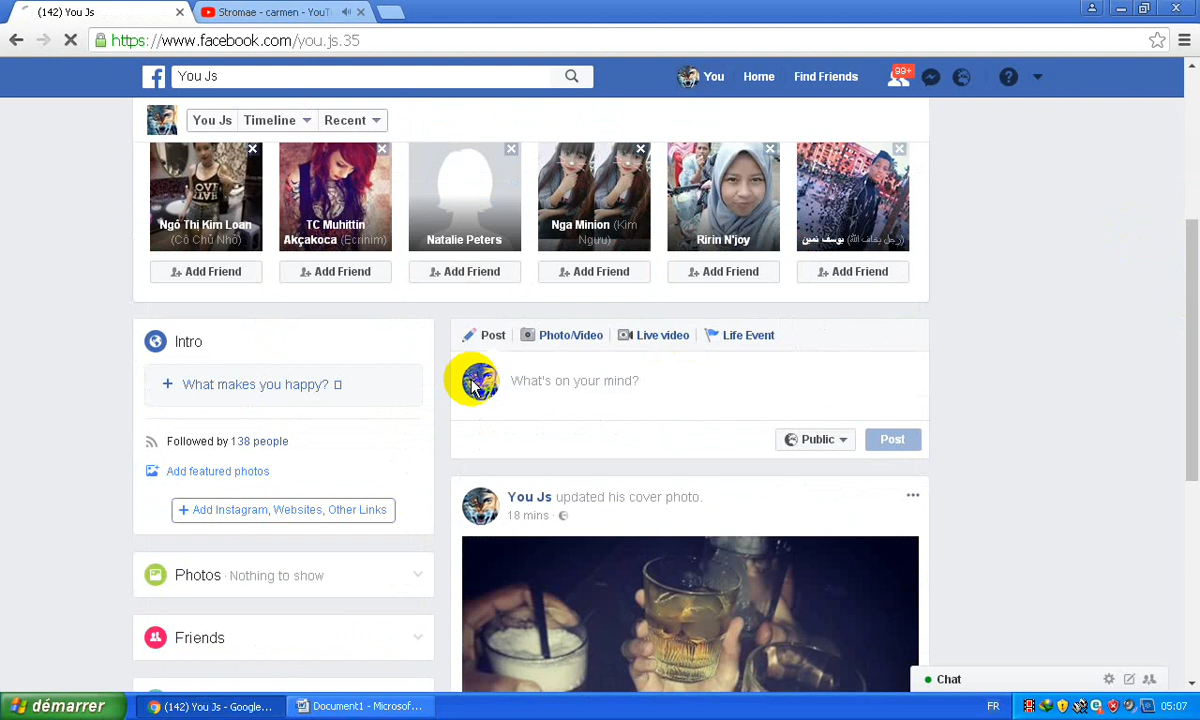 (142) You Js
Stromae - carmen - YouT
https://www.facebook.com/you.js.35
You Js
You
Home
Find Friends
99+
You Js
Timeline
Recent
Ngô Thị Kim Loan (Cô Chủ Nhỏ)
TC Muhittin Akçakoca (Ecrinim)
Natalie Peters
Nga Minion (Kim Ngưu)
Ririn N'joy
Add Friend
Add Friend
Add Friend
Add Friend
Add Friend
Add Friend
Intro
What makes you happy?
Followed by 138 people
Add featured photos
+ Add Instagram, Websites, Other Links
Photos · Nothing to show
Friends
Post
Photo/Video
Live video
Life Event
What's on your mind?
Public
Post
You Js updated his cover photo.
18 mins ·
Chat
démarrer
(142) You Js - Google...
Document1 - Microsof...
FR
05:07